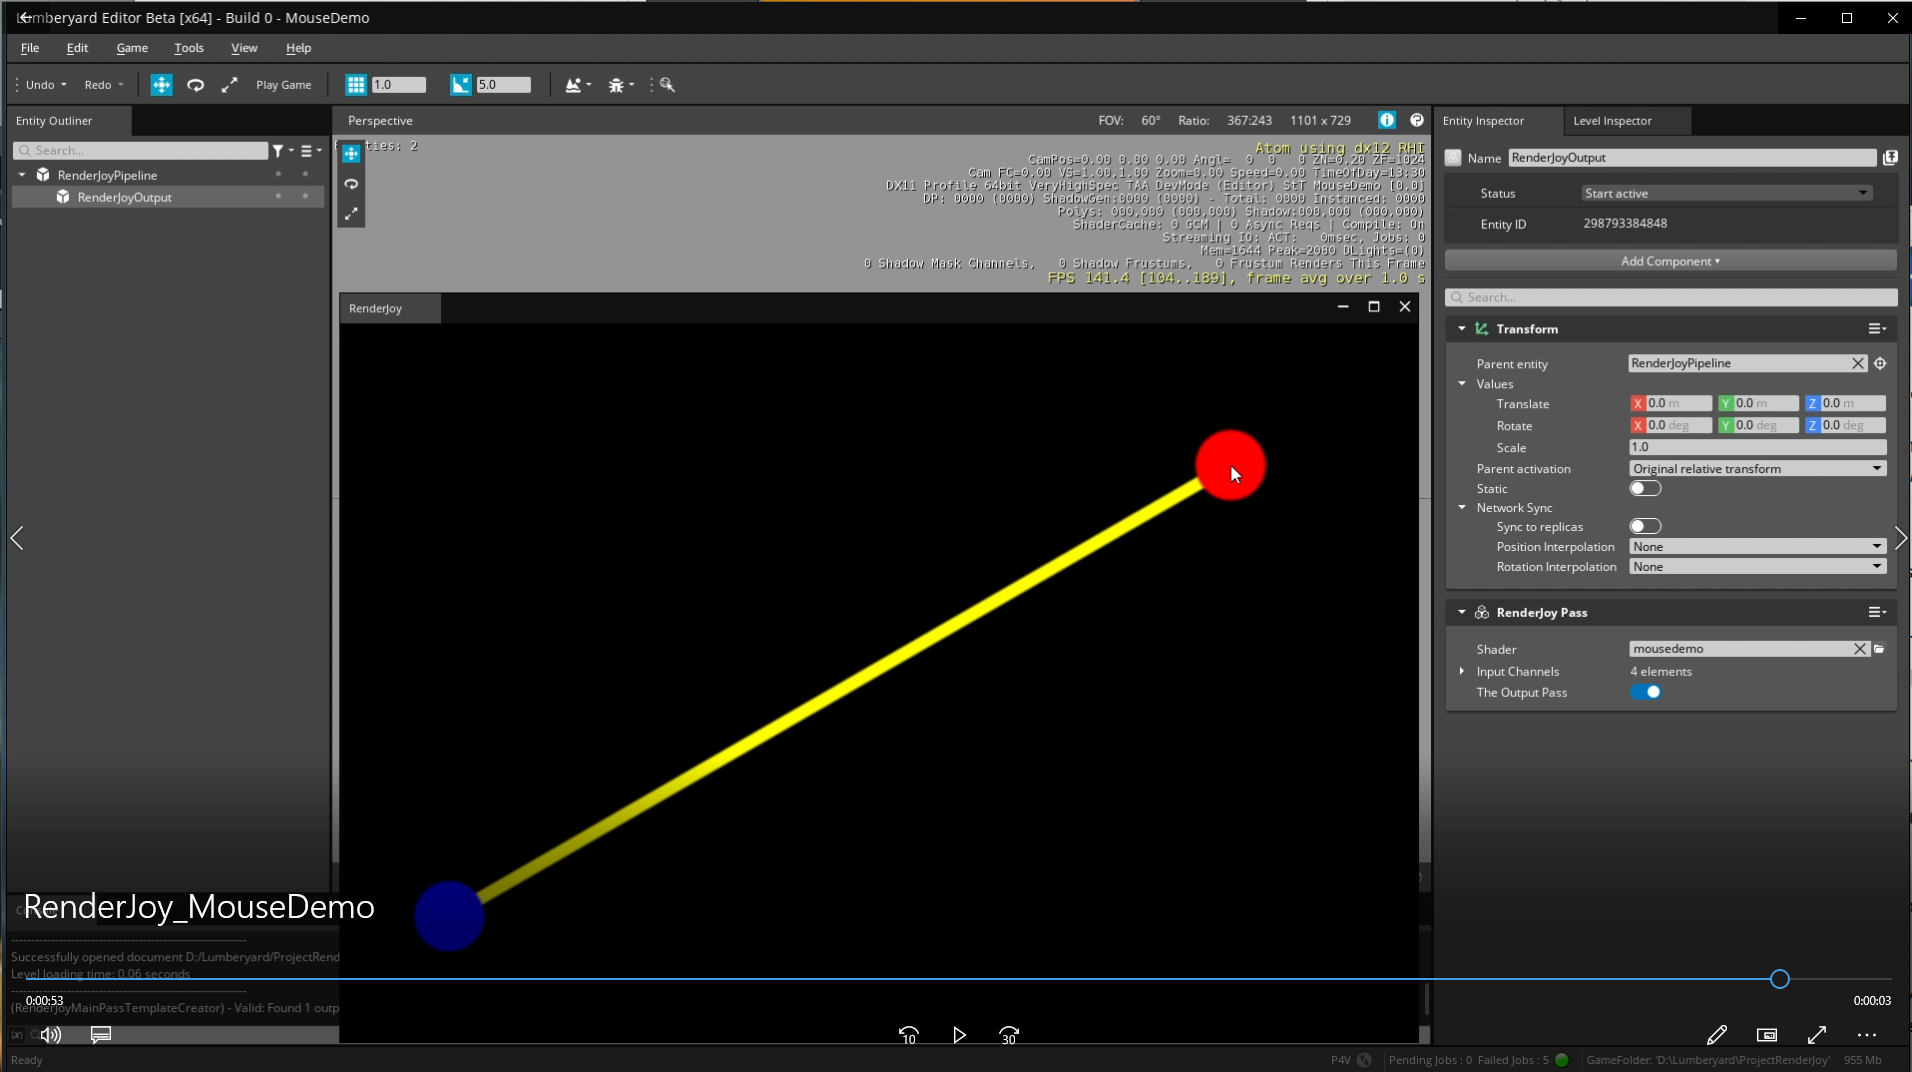 Lumberyard Editor Beta [x64] - Build 0 - MouseDemo
File Edit Game Tools View Help
Undo Redo Play Game 1.0 5.0
Entity Outliner
Perspective FOV: 60° Ratio: 367:243 1101 x 729
Entity Inspector Level Inspector
Search...
RenderJoyPipeline
RenderJoyOutput
ties: 2
Atom using dx12 RHI
CamPos=0.00 0.00 0.00 Angl= 0 0 0 ZN=0.20 ZF=1024
Cam FC=0.00 VS=1.00,1.00 Zoom=0.00 Speed=0.00 TimeOfDay=13:30
DX11 Profile 64bit VeryHighSpec TAA DevMode (Editor) StT MouseDemo [0.0]
DP: 0000 (0000) ShadowGen:0000 (0000) - Total: 0000 Instanced: 0000
Polys: 000,000 (000,000) Shadow:000,000 (000,000)
ShaderCache: 0 GCM | 0 Async Reqs | Compile: On
Streaming IO: ACT: 0msec, Jobs: 0
Mem=1644 Peak=2080 DLights=(0)
0 Shadow Mask Channels, 0 Shadow Frustums, 0 Frustum Renders This Frame
FPS 141.4 [104..189], frame avg over 1.0 s
RenderJoy
Name RenderJoyOutput
Status Start active
Entity ID 298793384848
Add Component
Search...
Transform
Parent entity RenderJoyPipeline
Values
Translate X 0.0 m Y 0.0 m Z 0.0 m
Rotate X 0.0 deg Y 0.0 deg Z 0.0 deg
Scale 1.0
Parent activation Original relative transform
Static
Network Sync
Sync to replicas
Position Interpolation None
Rotation Interpolation None
RenderJoy Pass
Shader mousedemo
Input Channels 4 elements
The Output Pass
RenderJoy_MouseDemo
Successfully opened document D:/Lumberyard/ProjectRend
Level loading time: 0.06 seconds
0:00:53 0:00:03
(RenderJoyMainPassTemplateCreator) - Valid: Found 1 outp
10 30
Ready P4V Pending Jobs : 0 Failed Jobs : 5 GameFolder: 'D:\Lumberyard\ProjectRenderJoy' 955 Mb